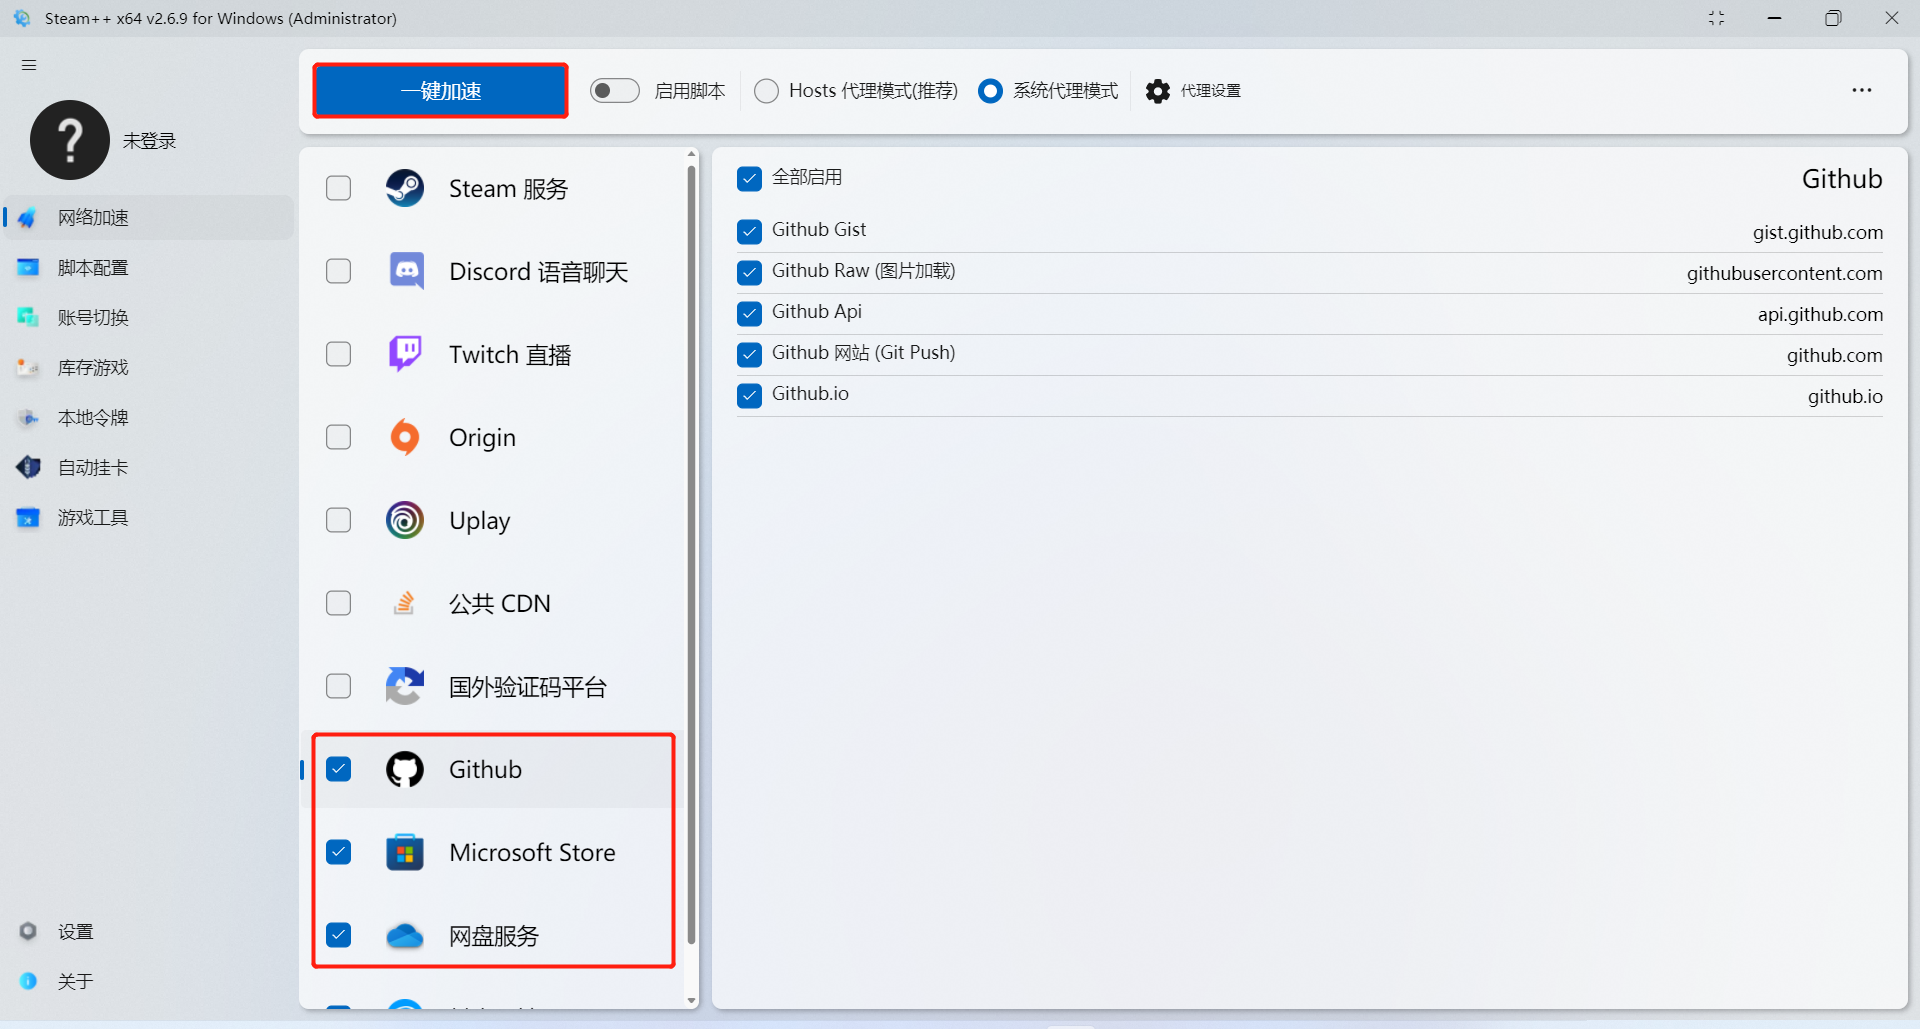 Steam++ x64 v2.6.9 for Windows (Administrator)
未登录
网络加速
脚本配置
账号切换
库存游戏
本地令牌
自动挂卡
游戏工具
设置
关于
一键加速
启用脚本
Hosts 代理模式(推荐)
系统代理模式
代理设置
Steam 服务
Discord 语音聊天
Twitch 直播
Origin
Uplay
公共 CDN
国外验证码平台
Github
Microsoft Store
网盘服务
全部启用
Github
Github Gist
gist.github.com
Github Raw (图片加载)
githubusercontent.com
Github Api
api.github.com
Github 网站 (Git Push)
github.com
Github.io
github.io